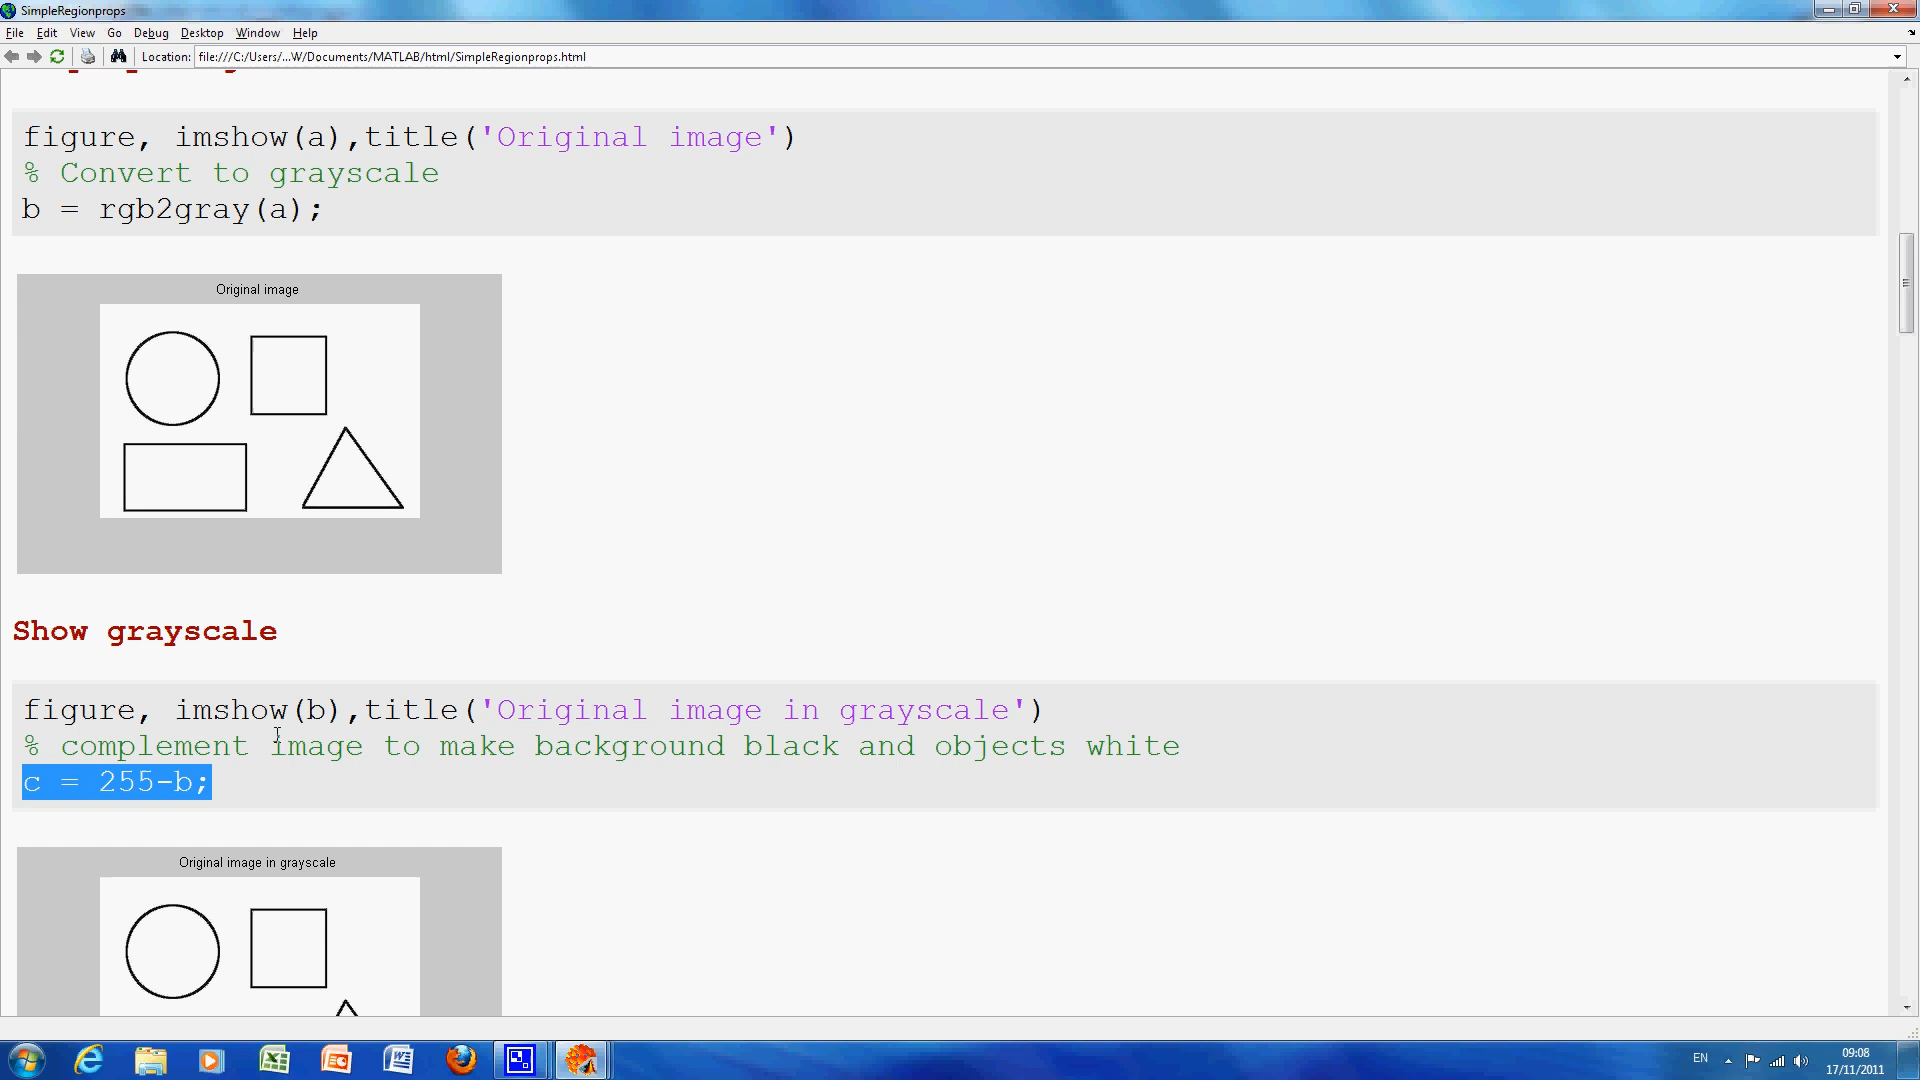 SimpleRegionprops
File Edit View Go Debug Desktop Window Help
Location: file:///C:/Users/...W/Documents/MATLAB/html/SimpleRegionprops.html
figure, imshow(a),title('Original image')
% Convert to grayscale
b = rgb2gray(a);
Original image
Show grayscale
figure, imshow(b),title('Original image in grayscale')
% complement image to make background black and objects white
c = 255-b;
Original image in grayscale
EN
09:08
17/11/2011